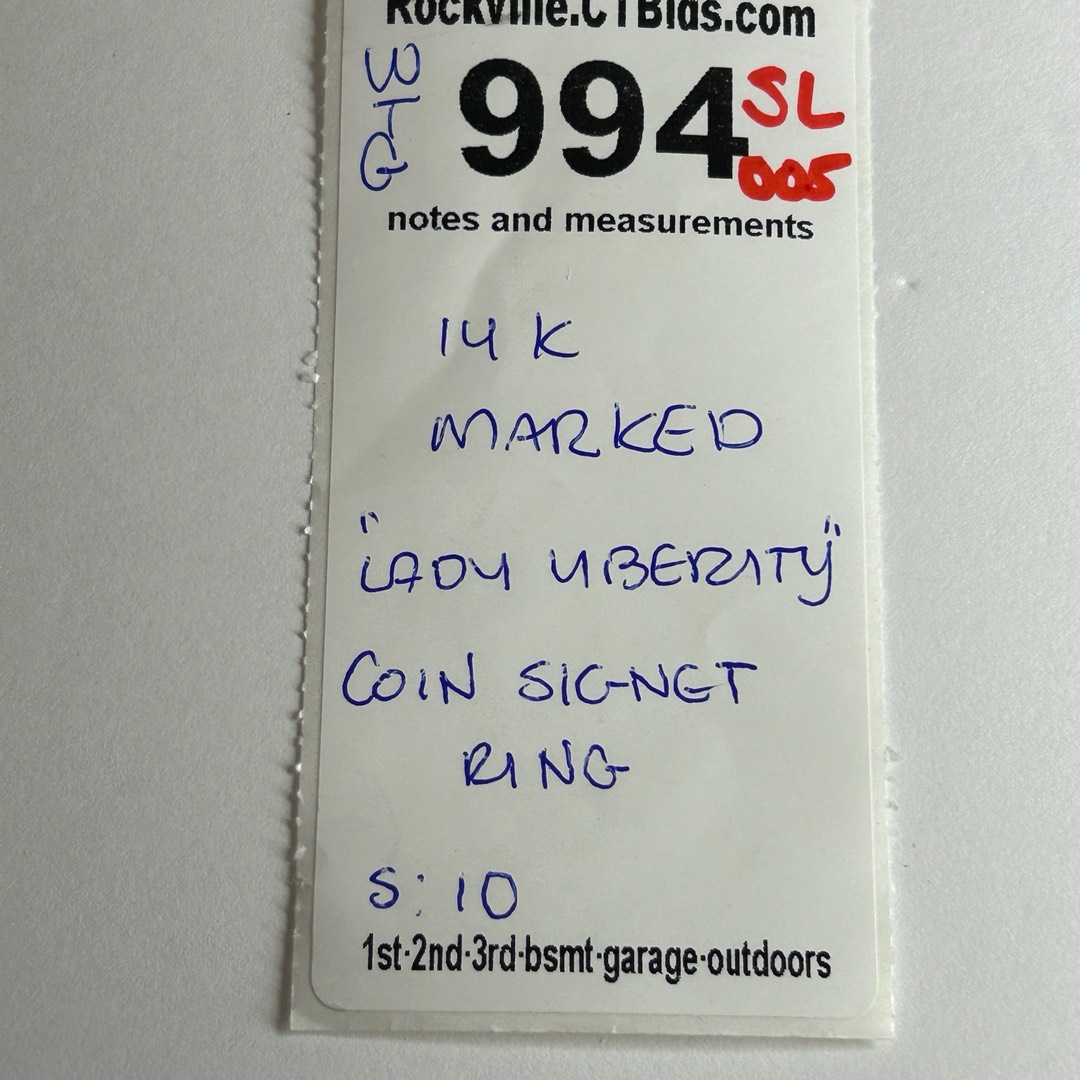 Rockville.CTBids.com
WTG
994
SL
005
notes and measurements
14 K
MARKED
"LADY LIBERITY"
COIN SIGNET
RING
S: 10
1st·2nd·3rd·bsmt·garage·outdoors